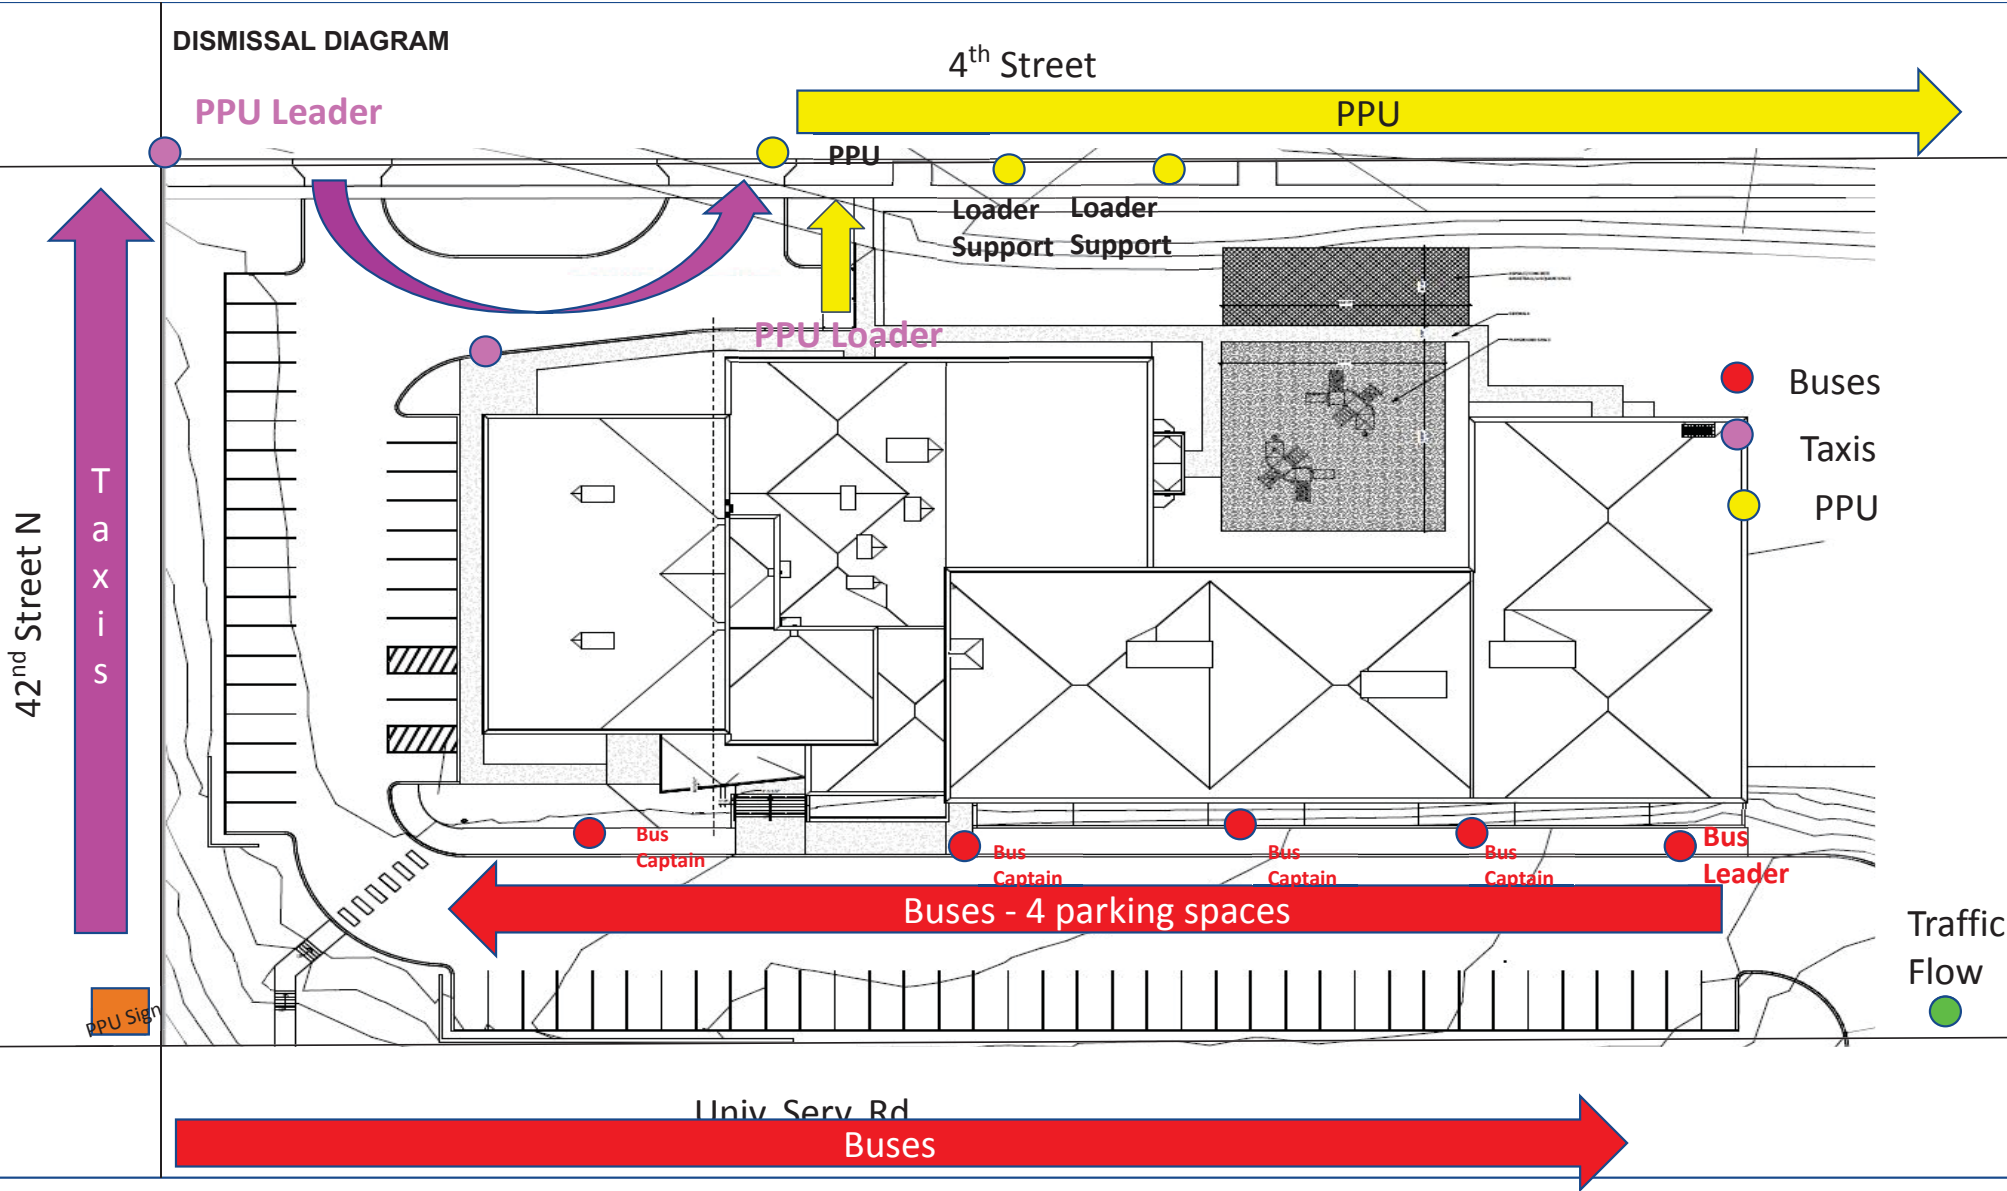 DISMISSAL DIAGRAM
4th Street
PPU Leader
PPU
PPU
Loader
Support
Loader
Support
PPU Loader
Buses
Taxis
PPU
Taxis
42nd Street N
Bus
Captain
Bus
Captain
Bus
Captain
Bus
Captain
Bus
Leader
Buses - 4 parking spaces
Traffic
Flow
PPU Sign
Univ. Serv. Rd
Buses